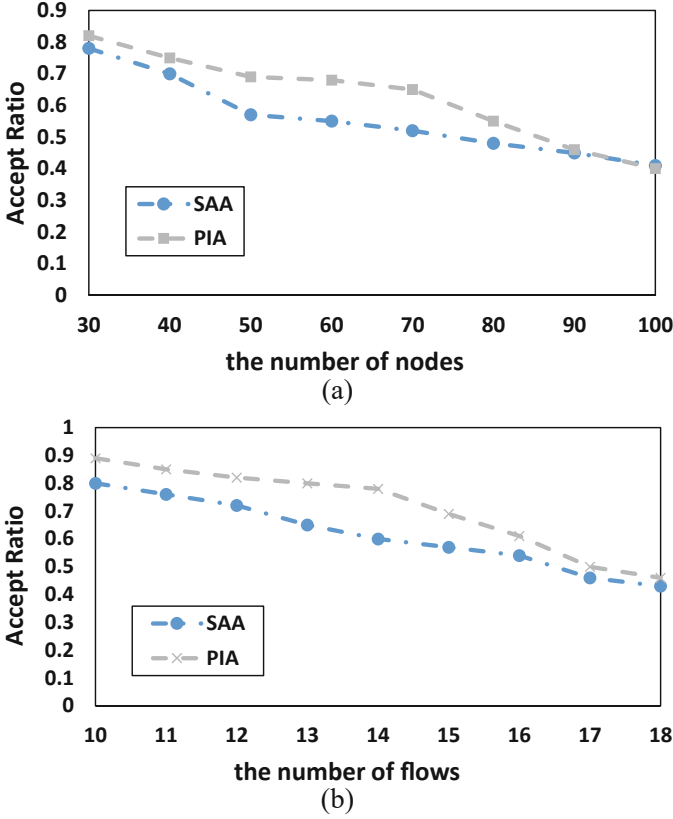 0.9
0.8
0.7
0.6
0.5
0.4
0.3
0.2
0.1
0
Accept Ratio
SAA
PIA
30 40 50 60 70 80 90 100
the number of nodes
(a)
1
0.9
0.8
0.7
0.6
0.5
0.4
0.3
0.2
0.1
0
Accept Ratio
SAA
PIA
10 11 12 13 14 15 16 17 18
the number of flows
(b)